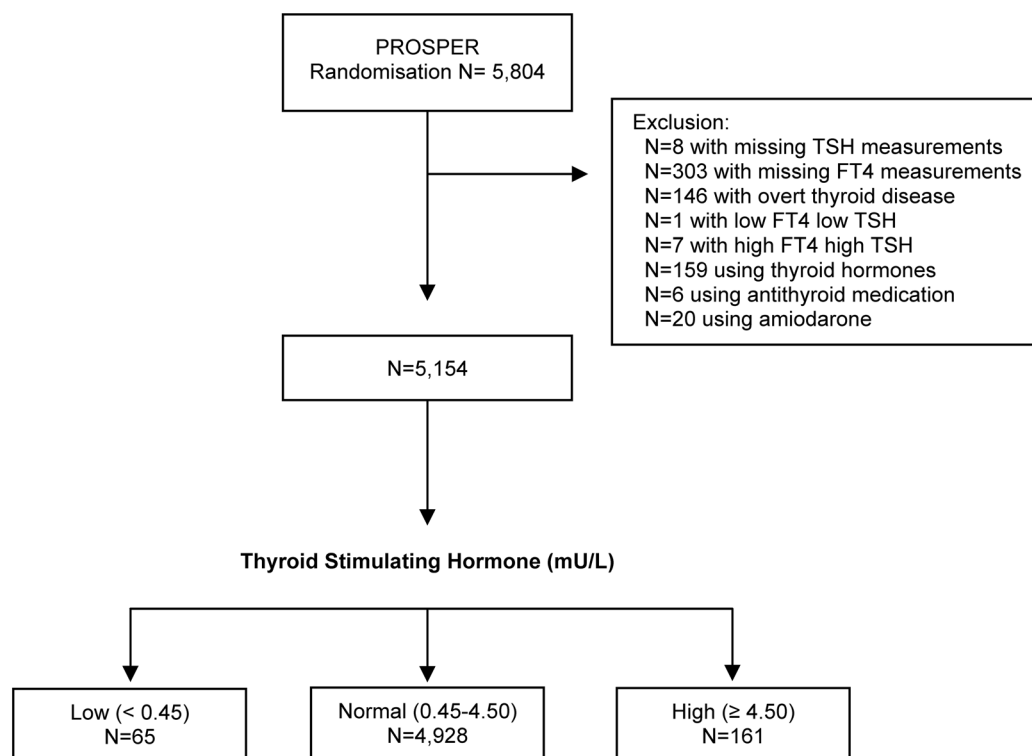 PROSPER
Randomisation N= 5,804
Exclusion:
N=8 with missing TSH measurements
N=303 with missing FT4 measurements
N=146 with overt thyroid disease
N=1 with low FT4 low TSH
N=7 with high FT4 high TSH
N=159 using thyroid hormones
N=6 using antithyroid medication
N=20 using amiodarone
N=5,154
Thyroid Stimulating Hormone (mU/L)
Low (< 0.45)
N=65
Normal (0.45-4.50)
N=4,928
High (≥ 4.50)
N=161